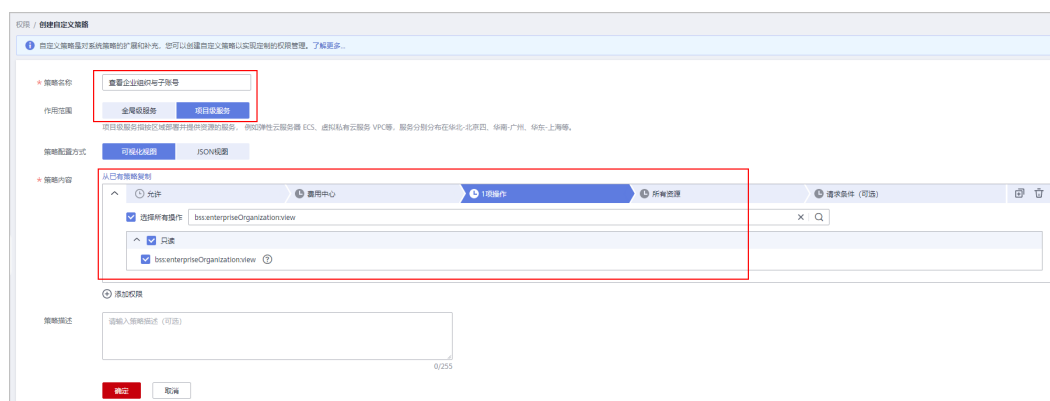 权限 / 创建自定义策略
自定义策略是对系统策略的扩展和补充，您可以创建自定义策略以实现定制的权限管理。了解更多...
* 策略名称 查看企业组织与子账号
作用范围 全局级服务 项目级服务
项目级服务指按区域部署并提供资源的服务。例如弹性云服务器 ECS、虚拟私有云服务 VPC等，服务分别分布在华北-北京四、华南-广州、华东-上海等。
策略配置方式 可视化视图 JSON视图
* 策略内容 从已有策略复制
允许 费用中心 1项操作 所有资源 请求条件（可选）
选择所有操作 bss:enterpriseOrganization:view
只读
bss:enterpriseOrganization:view
添加权限
策略描述 请输入策略描述（可选）
0/255
确定 取消